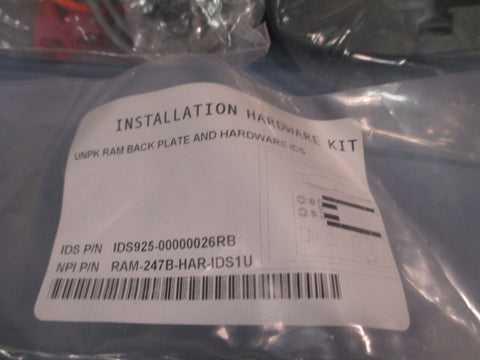 INSTALLATION HARDWARE KIT
UNPK RAM BACK PLATE AND HARDWARE IDS
IDS P/N IDS925-00000026RB
NPI P/N RAM-247B-HAR-IDS1U